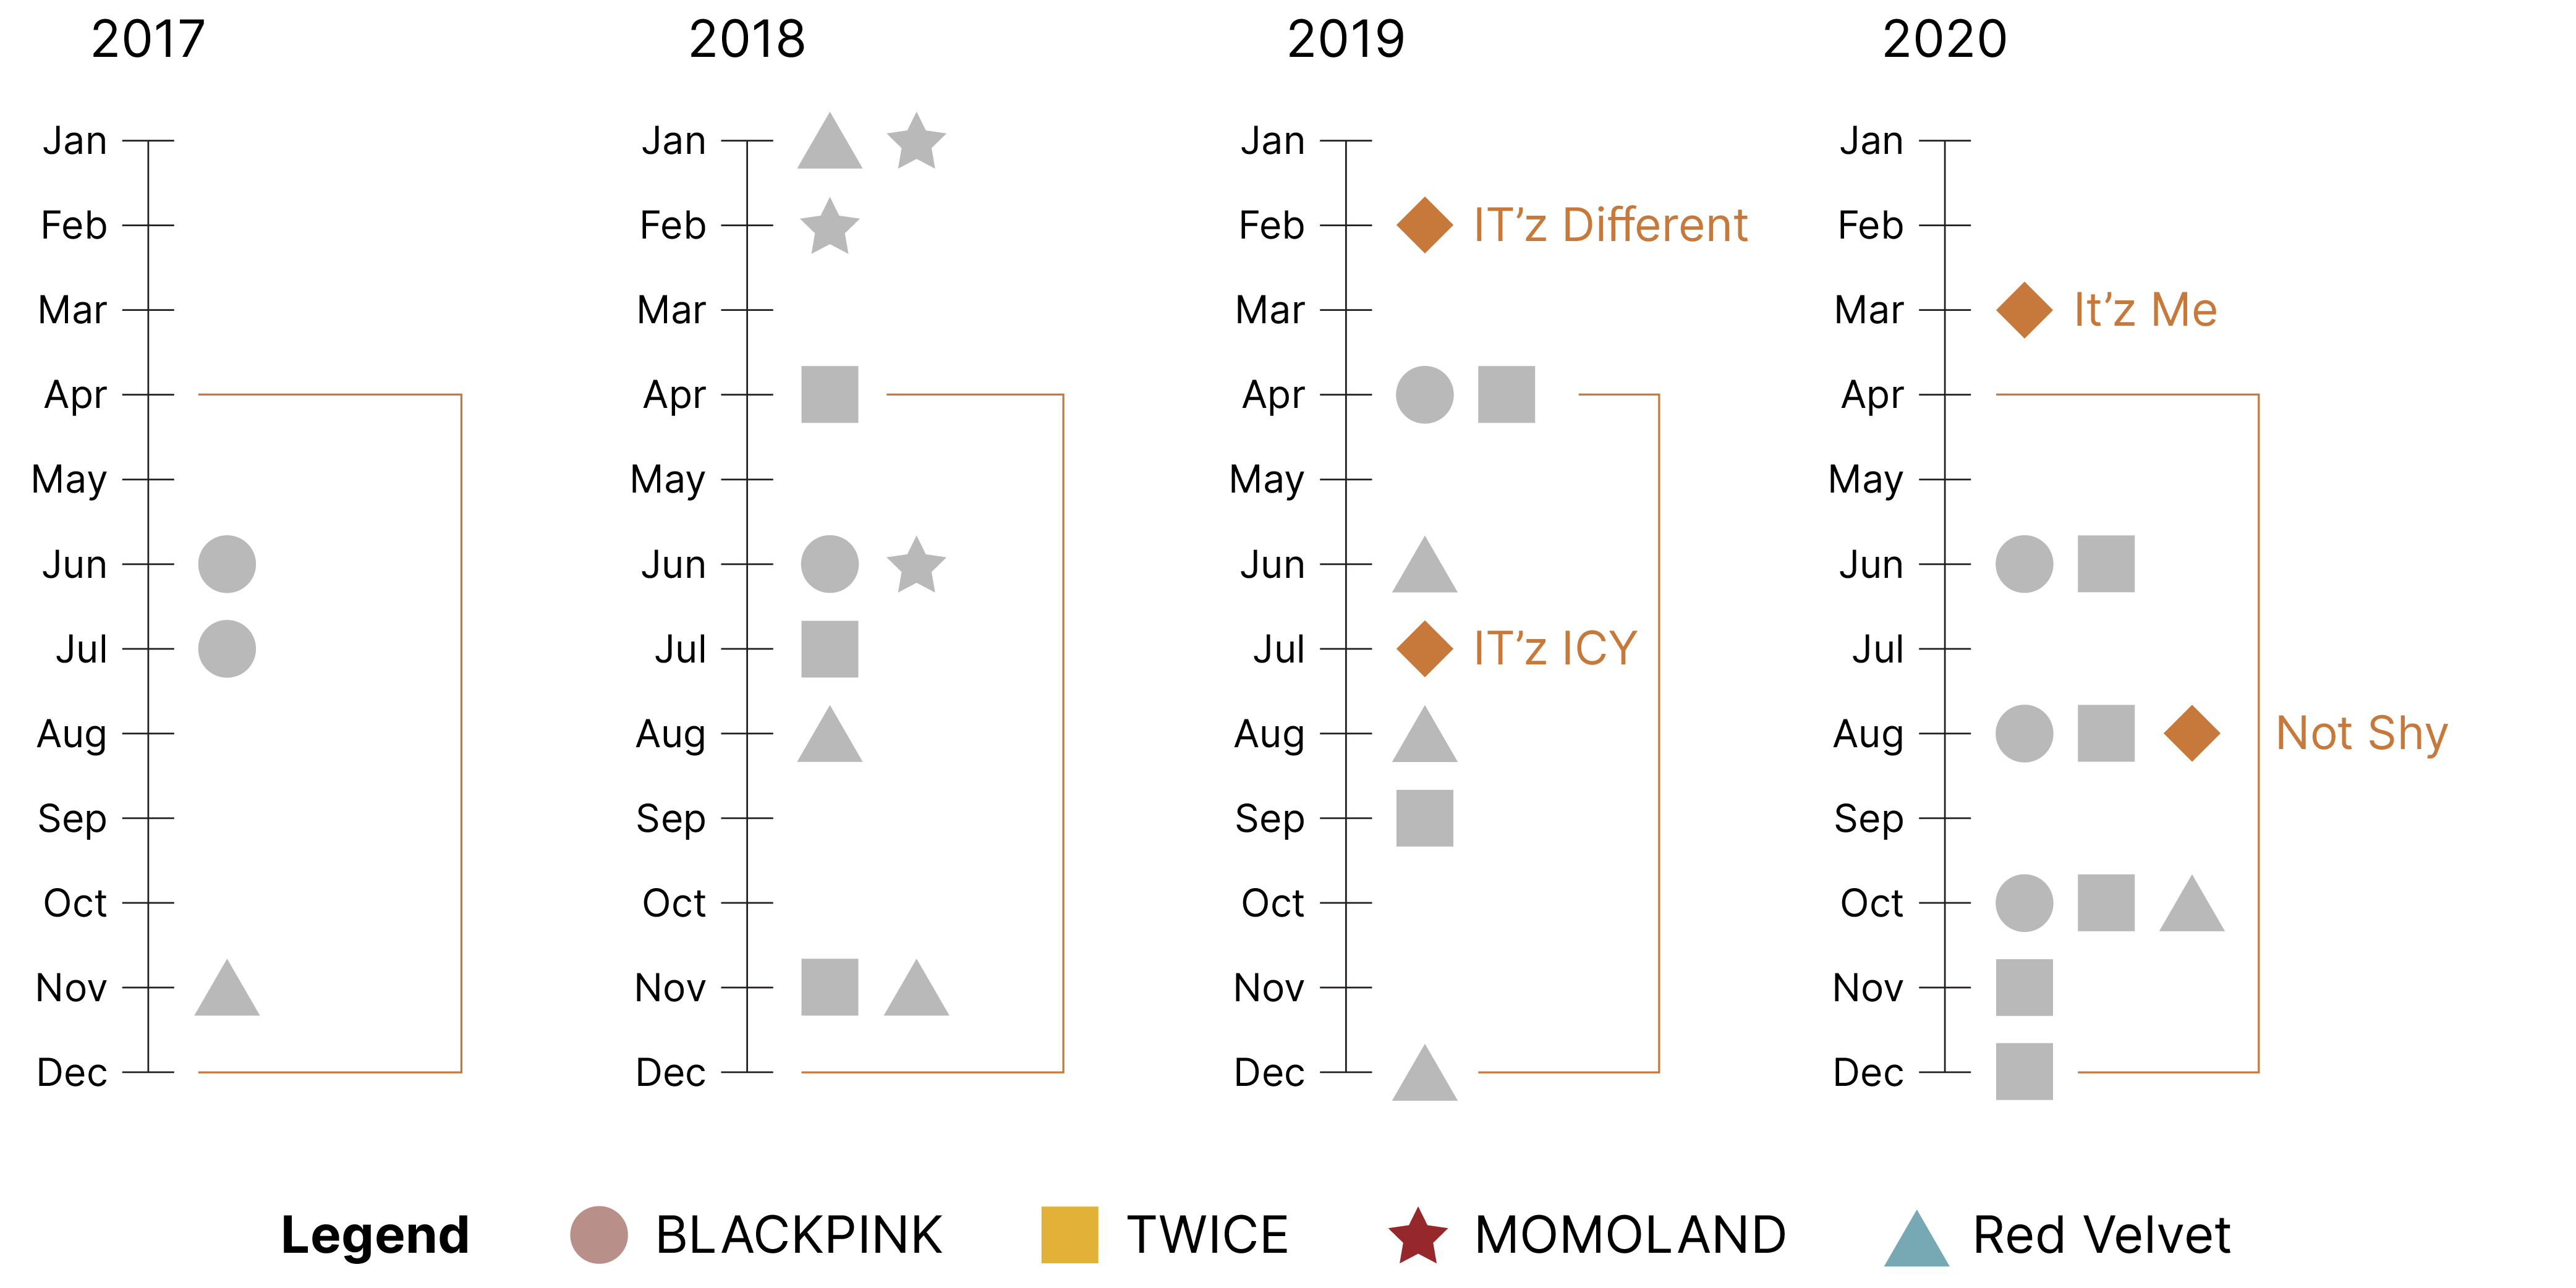 2017
2018
2019
2020
Jan
Feb
Mar
Apr
May
Jun
Jul
Aug
Sep
Oct
Nov
Dec
Jan
Feb
Mar
Apr
May
Jun
Jul
Aug
Sep
Oct
Nov
Dec
Jan
Feb
IT’z Different
Mar
Apr
May
Jun
Jul
IT’z ICY
Aug
Sep
Oct
Nov
Dec
Jan
Feb
Mar
It’z Me
Apr
May
Jun
Jul
Aug
Not Shy
Sep
Oct
Nov
Dec
Legend
BLACKPINK
TWICE
MOMOLAND
Red Velvet